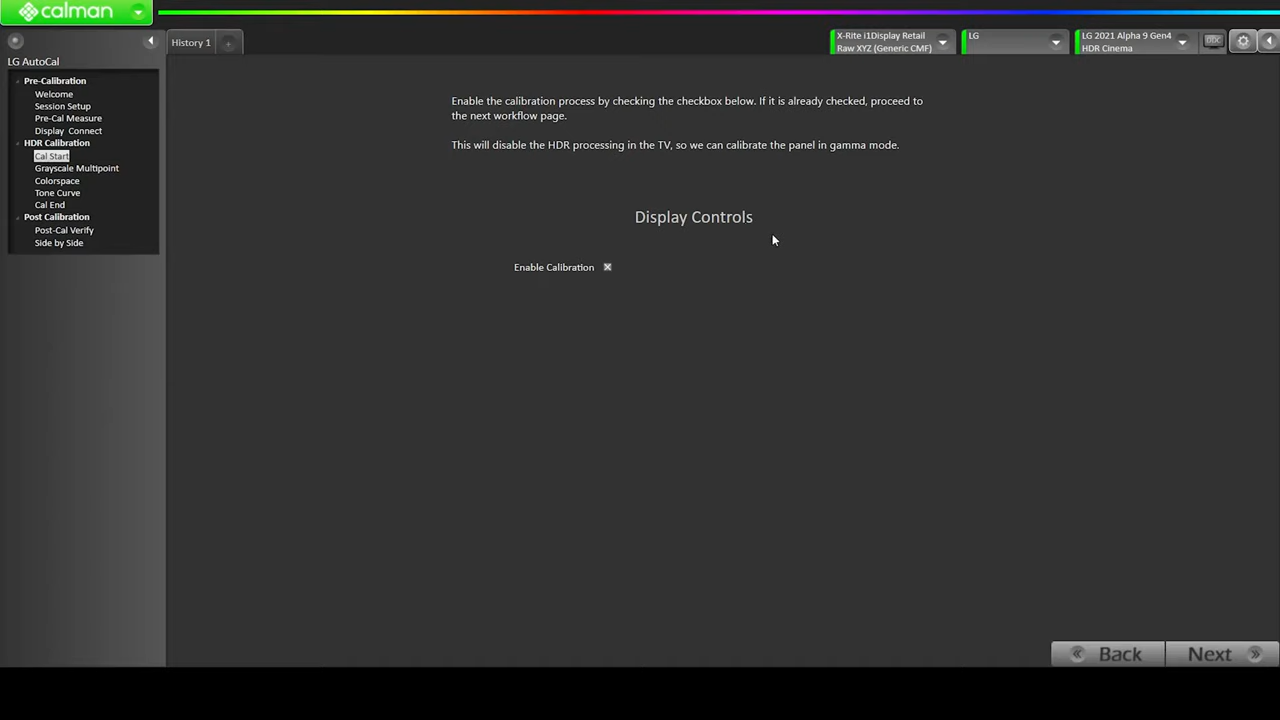 calman
History 1
X-Rite i1Display Retail
Raw XYZ (Generic CMF)
LG
LG 2021 Alpha 9 Gen4
HDR Cinema
LG AutoCal
Pre-Calibration
Welcome
Session Setup
Pre-Cal Measure
Display Connect
HDR Calibration
Cal Start
Grayscale Multipoint
Colorspace
Tone Curve
Cal End
Post Calibration
Post-Cal Verify
Side by Side
Enable the calibration process by checking the checkbox below. If it is already checked, proceed to
the next workflow page.
This will disable the HDR processing in the TV, so we can calibrate the panel in gamma mode.
Display Controls
Enable Calibration
Back
Next